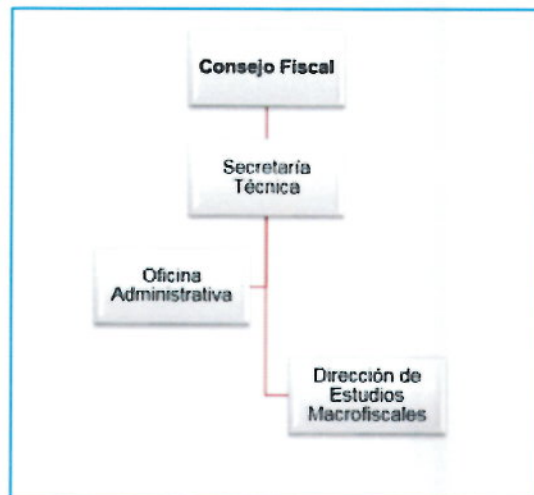 Consejo Fiscal
Secretaría
Técnica
Oficina
Administrativa
Dirección de
Estudios
Macrofiscales